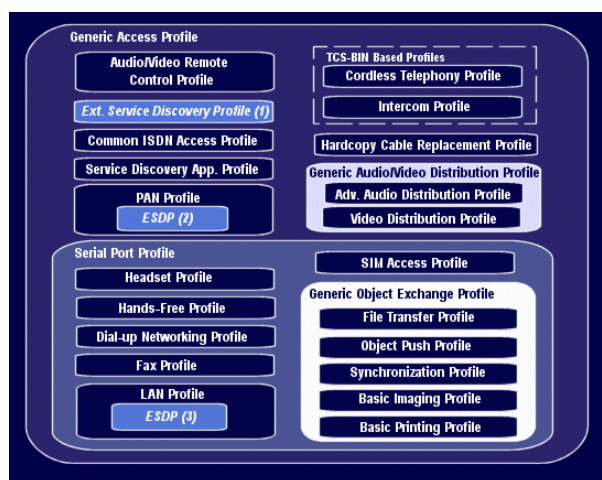 Generic Access Profile
Audio/Video Remote
Control Profile
Ext. Service Discovery Profile (1)
Common ISDN Access Profile
Service Discovery App. Profile
PAN Profile
ESDP (2)
TCS-BIN Based Profiles
Cordless Telephony Profile
Intercom Profile
Hardcopy Cable Replacement Profile
Generic Audio/Video Distribution Profile
Adv. Audio Distribution Profile
Video Distribution Profile
Serial Port Profile
Headset Profile
Hands-Free Profile
Dial-up Networking Profile
Fax Profile
LAN Profile
ESDP (3)
SIM Access Profile
Generic Object Exchange Profile
File Transfer Profile
Object Push Profile
Synchronization Profile
Basic Imaging Profile
Basic Printing Profile